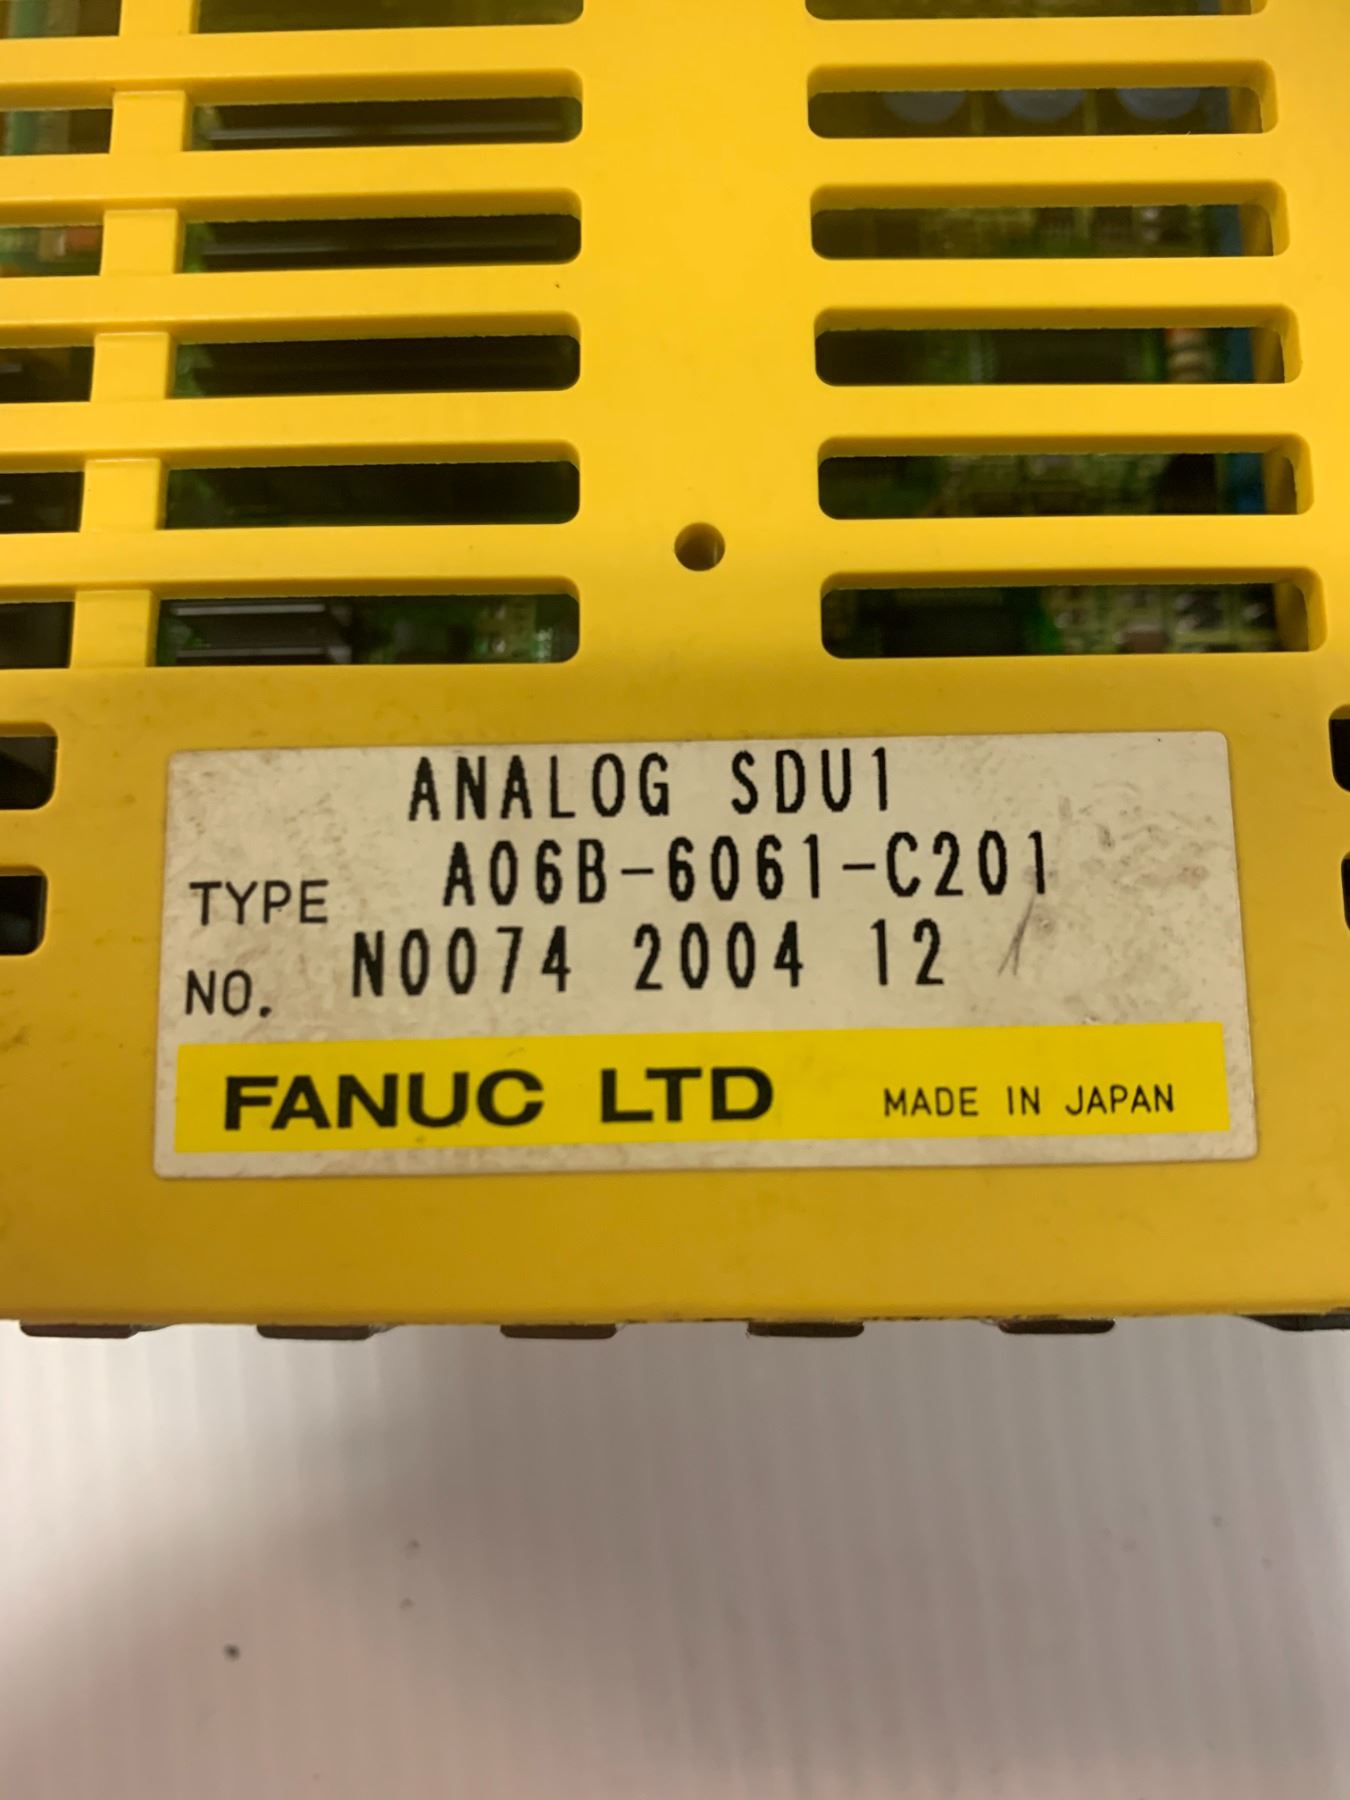 ANALOG SDU1
TYPE A06B-6061-C201
NO. N0074 2004 12
FANUC LTD MADE IN JAPAN